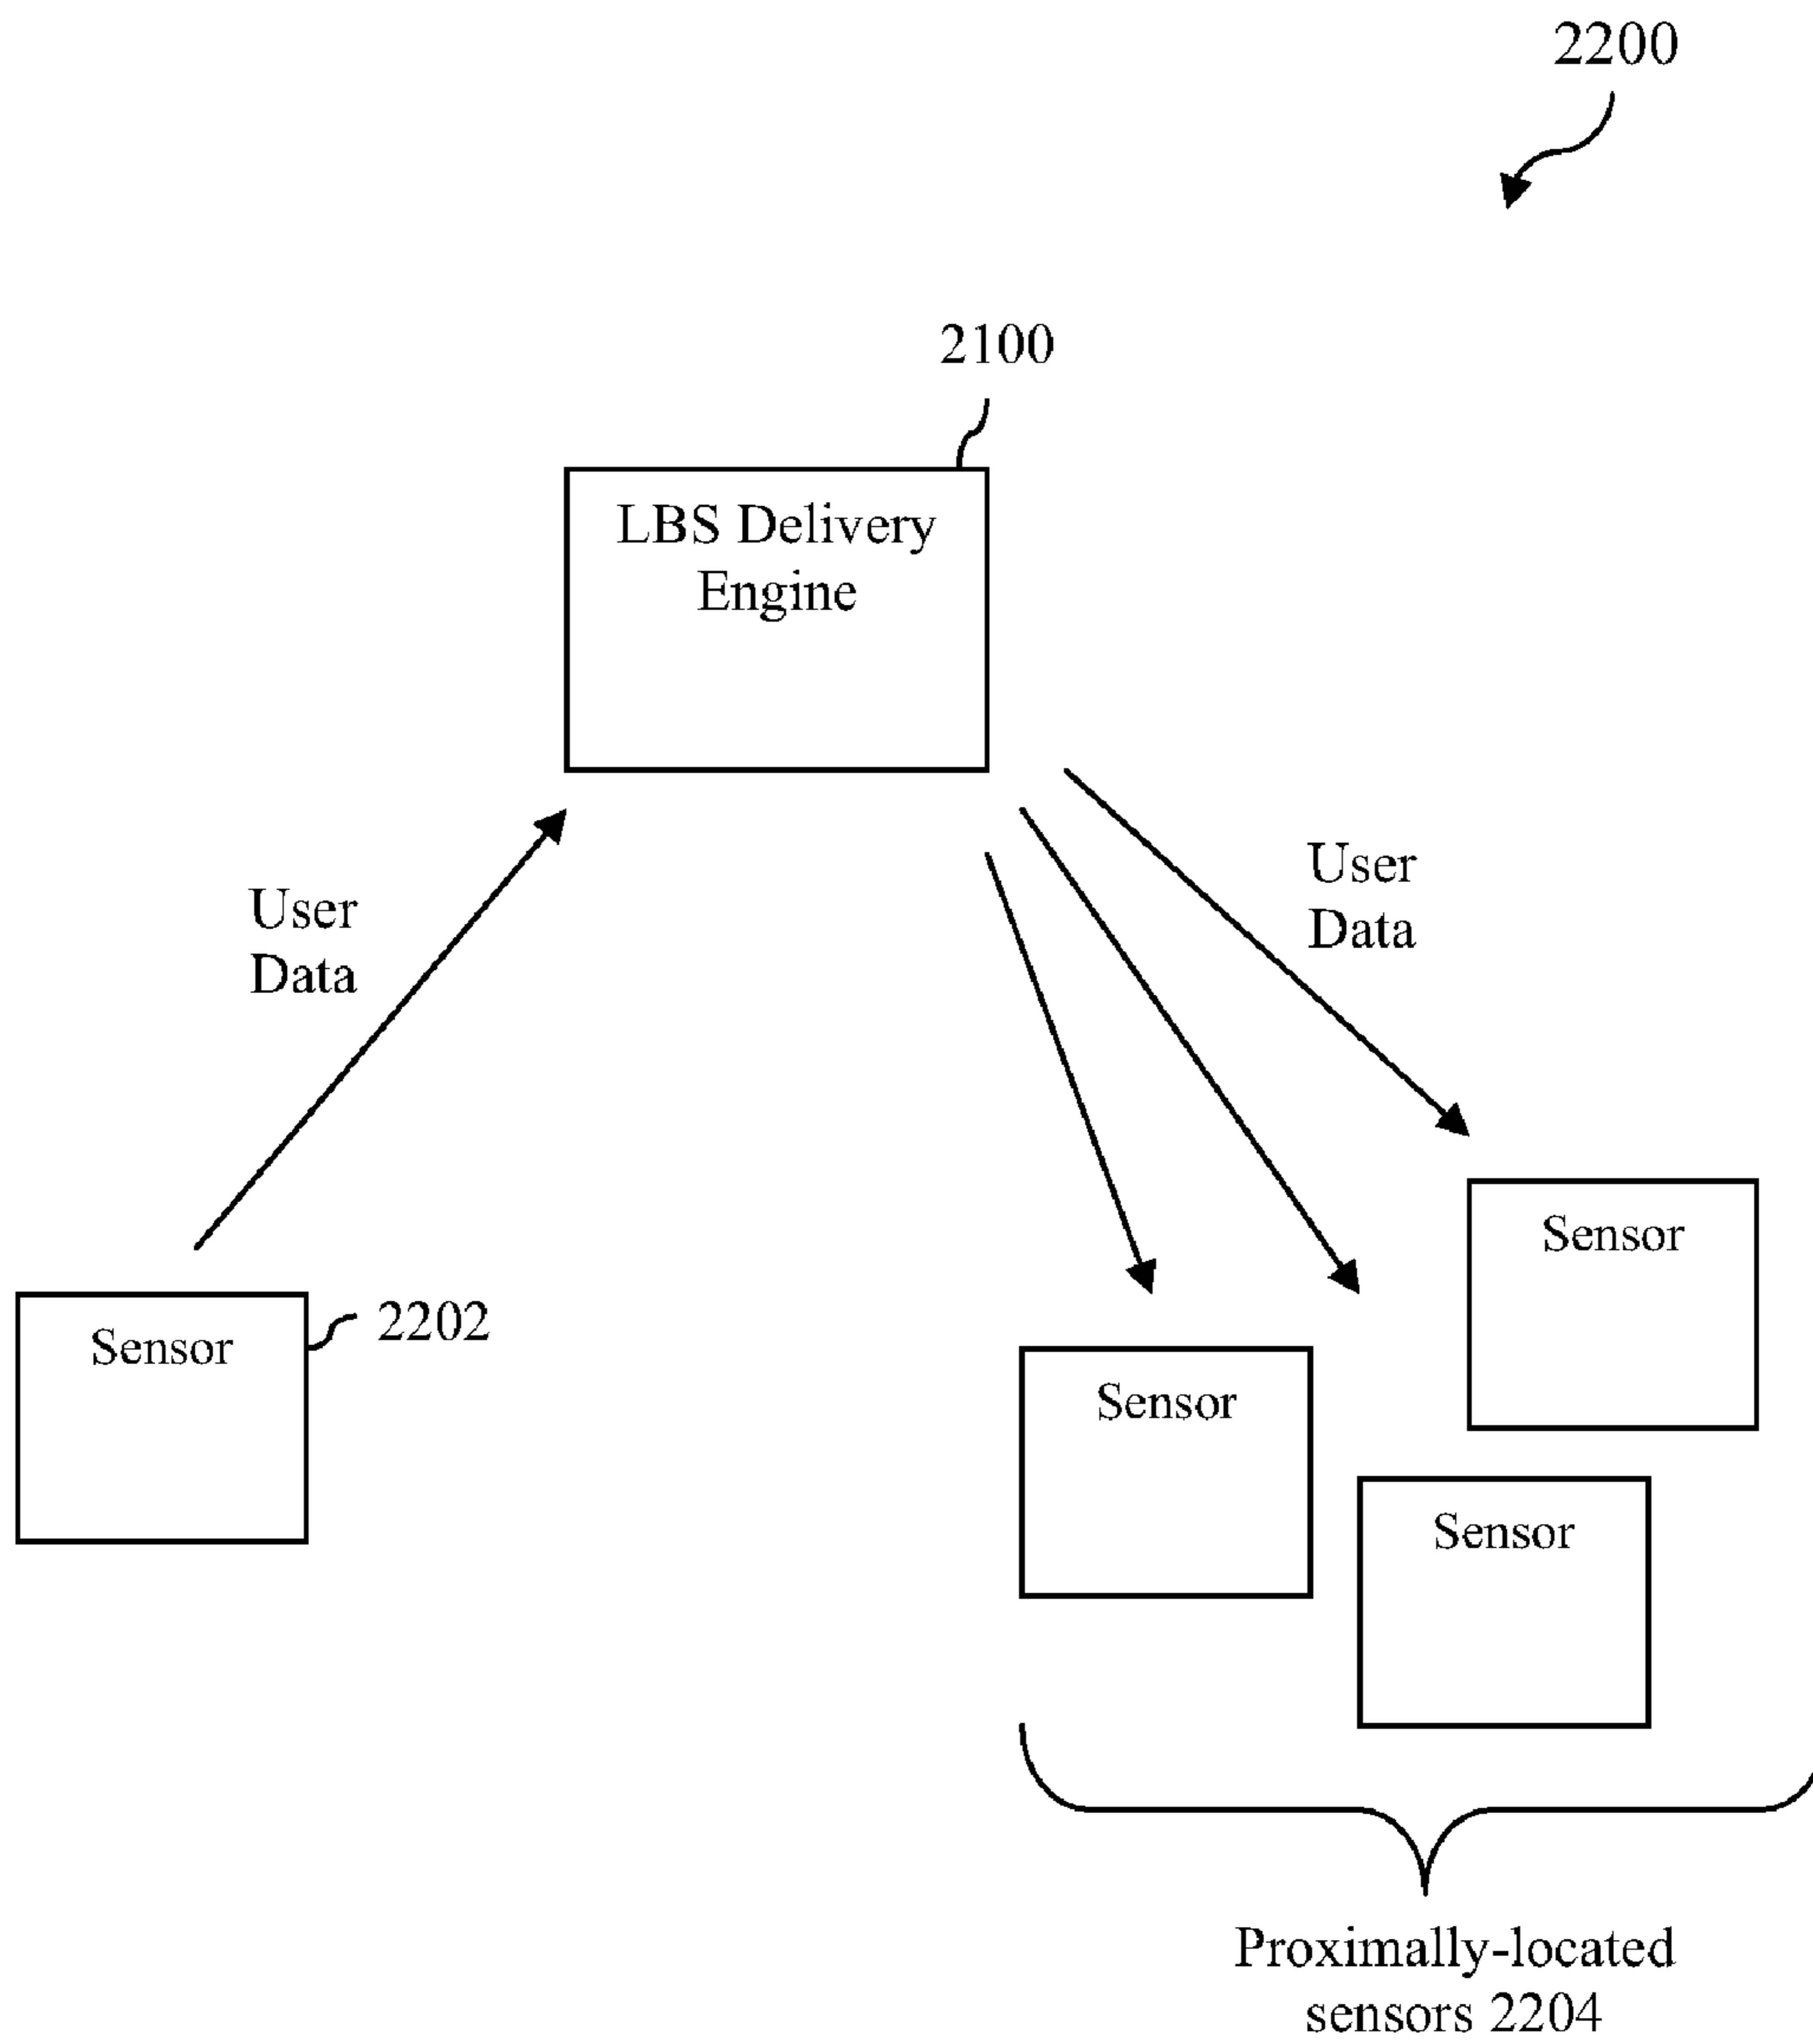 2200
2100
LBS Delivery
Engine
User
Data
User
Data
Sensor
2202
Sensor
Sensor
Sensor
Proximally-located
sensors 2204